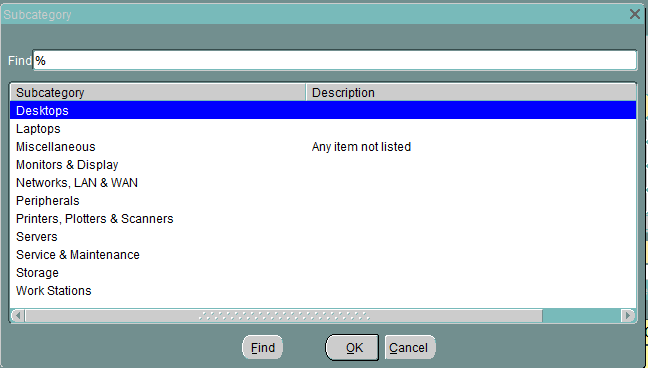 Subcategory
Find %
Subcategory Description
Desktops
Laptops
Miscellaneous Any item not listed
Monitors & Display
Networks, LAN & WAN
Peripherals
Printers, Plotters & Scanners
Servers
Service & Maintenance
Storage
Work Stations
Find OK Cancel